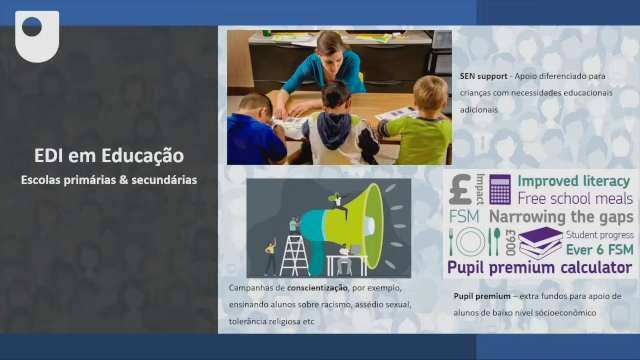 EDI em Educação
Escolas primárias & secundárias
SEN support - Apoio diferenciado para
crianças com necessidades educacionais
adicionais
Campanhas de conscientização, por exemplo,
ensinando alunos sobre racismo, assédio sexual,
tolerância religiosa etc
£
Impact
Improved literacy
Free school meals
FSM
Narrowing the gaps
£900
Student progress
Ever 6 FSM
Pupil premium calculator
Pupil premium – extra fundos para apoio de
alunos de baixo nivel sócioeconômico